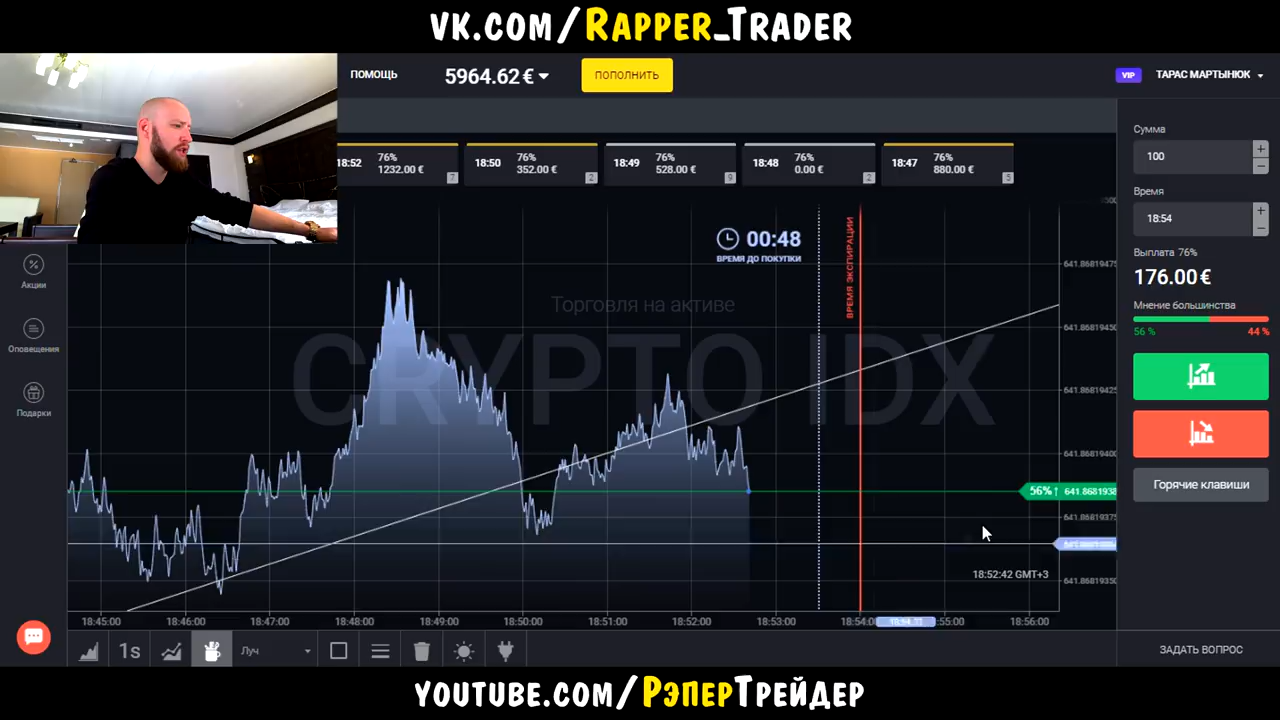 vk.com/Rapper_Trader
ПОМОЩЬ
5964.62 €
ПОПОЛНИТЬ
VIP
ТАРАС МАРТЫНЮК
18:52 76% 1232.00 € 7
18:50 76% 352.00 € 2
18:49 76% 528.00 € 9
18:48 76% 0.00 € 2
18:47 76% 880.00 € 5
Сумма
100
Время
18:54
Выплата 76%
176.00 €
Мнение большинства
56 % 44 %
Горячие клавиши
ЗАДАТЬ ВОПРОС
Акции
Оповещения
Подарки
00:48
ВРЕМЯ ДО ПОКУПКИ
ВРЕМЯ ЭКСПИРАЦИИ
Торговля на активе
CRYPTO IDX
641.86819475
641.86819450
641.86819425
641.86819400
56% ↑ 641.8681938
641.86819375
641.86819350
18:52:42 GMT+3
18:45:00 18:46:00 18:47:00 18:48:00 18:49:00 18:50:00 18:51:00 18:52:00 18:53:00 18:54:0 :55:00 18:56:00
1s
Луч
youtube.com/РэперТрейдер